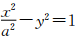 x²/a² − y² = 1